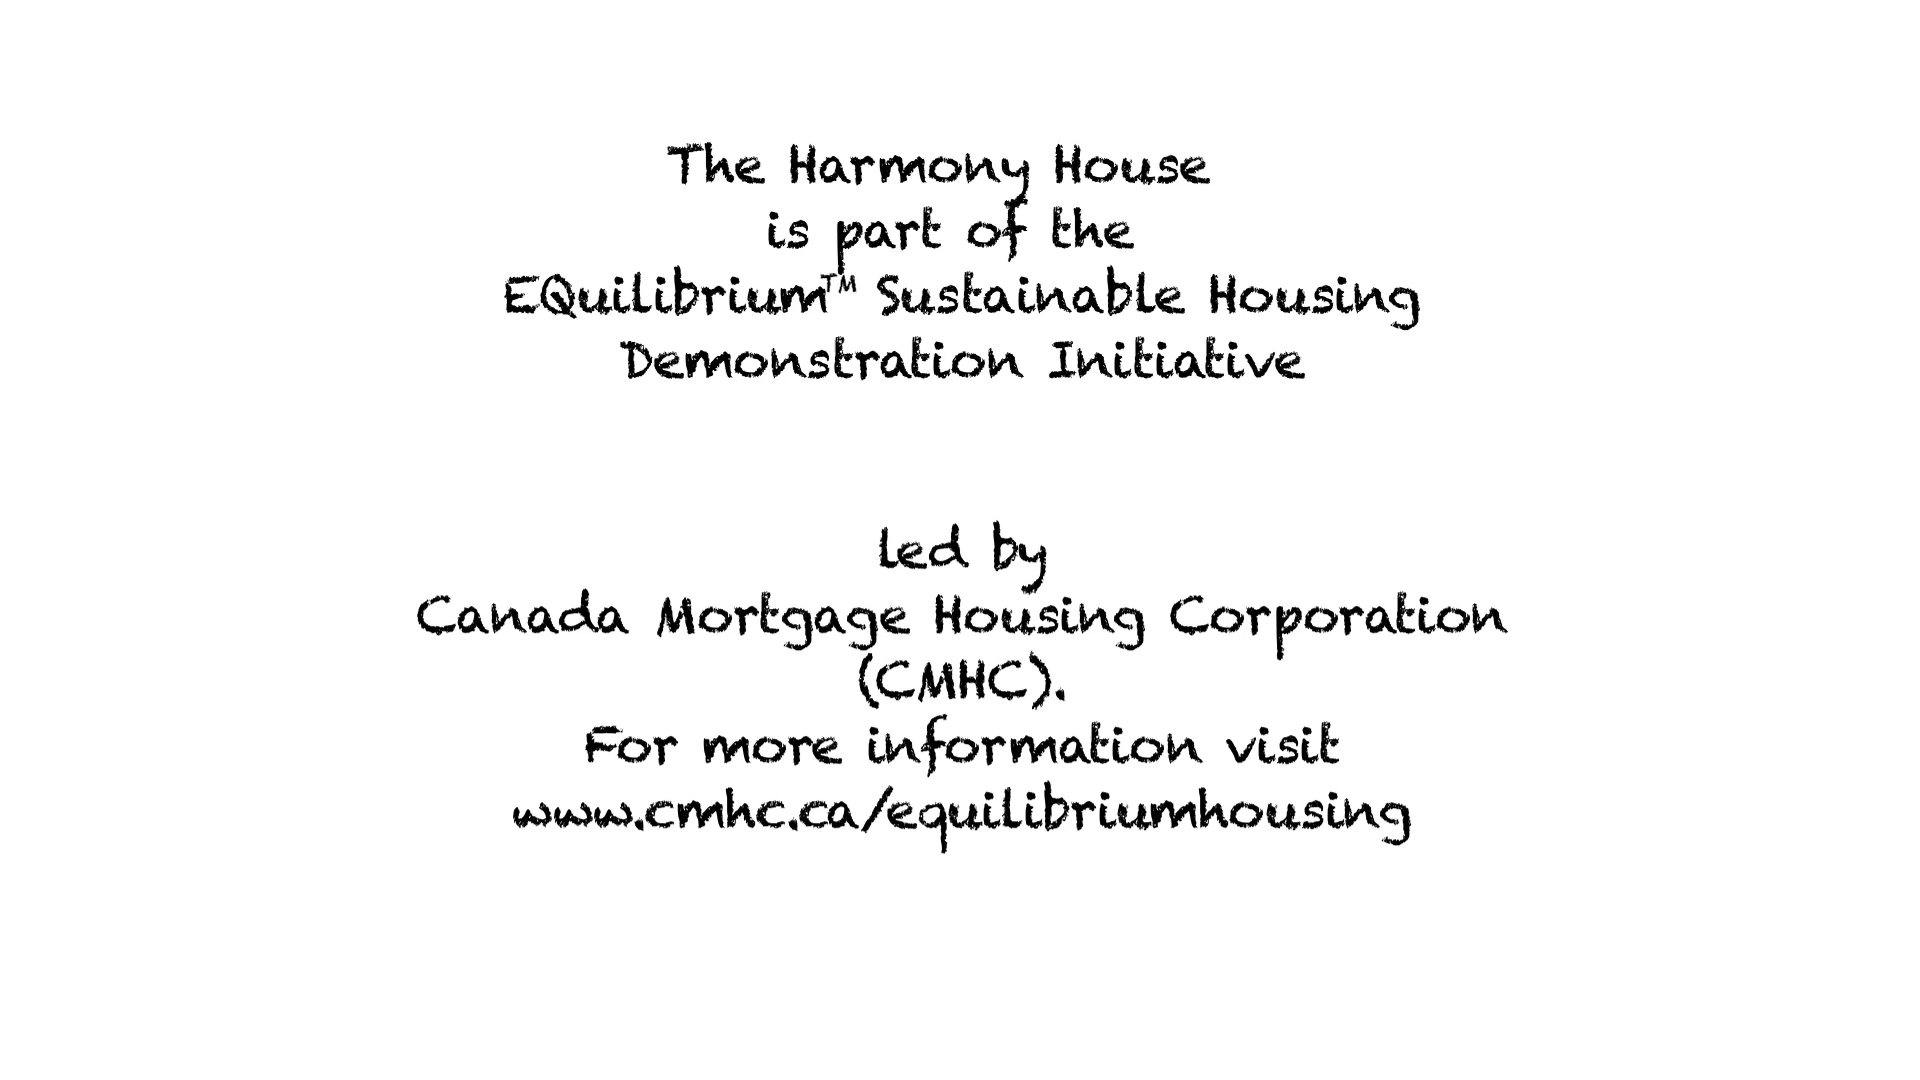 The Harmony House
is part of the
EQuilibrium™ Sustainable Housing
Demonstration Initiative
led by
Canada Mortgage Housing Corporation
(CMHC).
For more information visit
www.cmhc.ca/equilibriumhousing